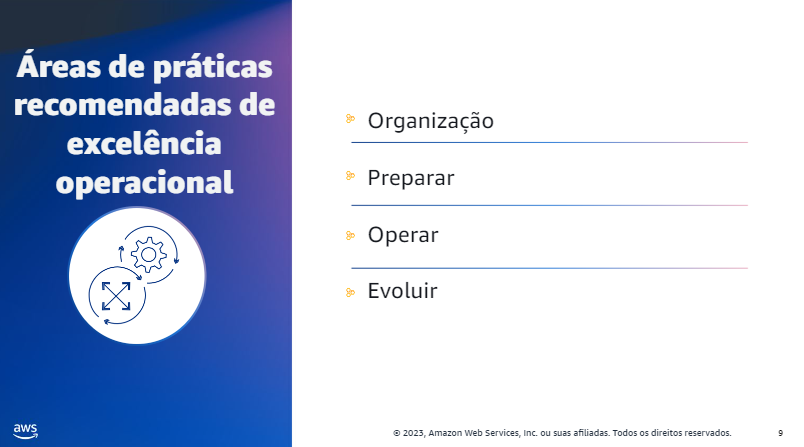 Áreas de práticas
recomendadas de
excelência
operacional
Organização
Preparar
Operar
Evoluir
aws
© 2023, Amazon Web Services, Inc. ou suas afiliadas. Todos os direitos reservados.
9